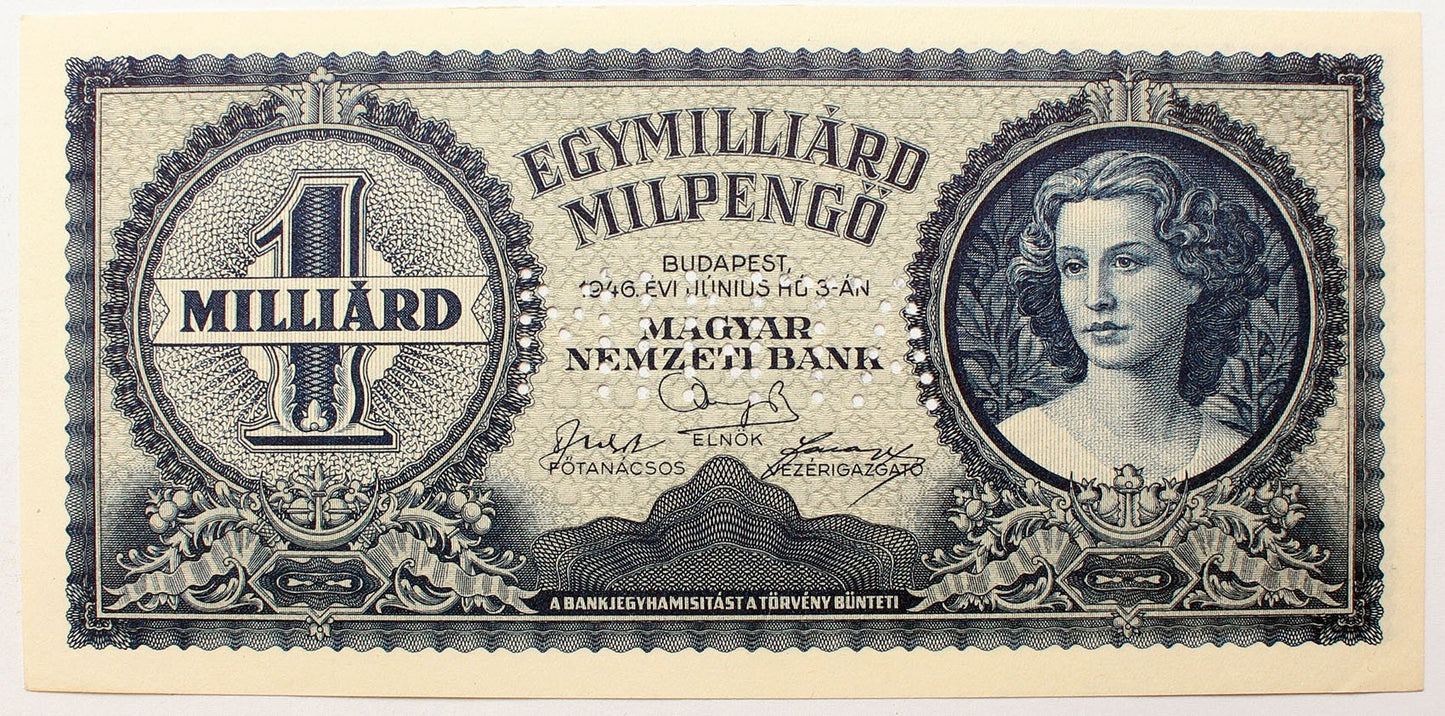 EGYMILLIÁRD
MILPENGŐ
1
MILLIÁRD
BUDAPEST,
1946. ÉVI JÚNIUS HÓ 3-ÁN
MAGYAR
NEMZETI BANK
ELNÖK
FŐTANÁCSOS VEZÉRIGAZGATÓ
A BANKJEGYHAMISITÁST A TÖRVÉNY BÜNTETI